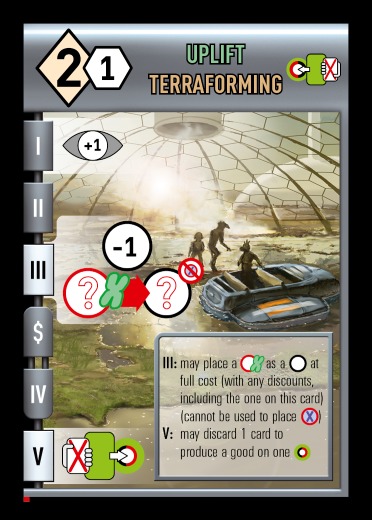 2 1
UPLIFT
TERRAFORMING
I
+1
II
III
-1
? X ?
$
IV
V
III: may place a X as a at
full cost (with any discounts,
including the one on this card)
(cannot be used to place X)
V: may discard 1 card to
produce a good on one